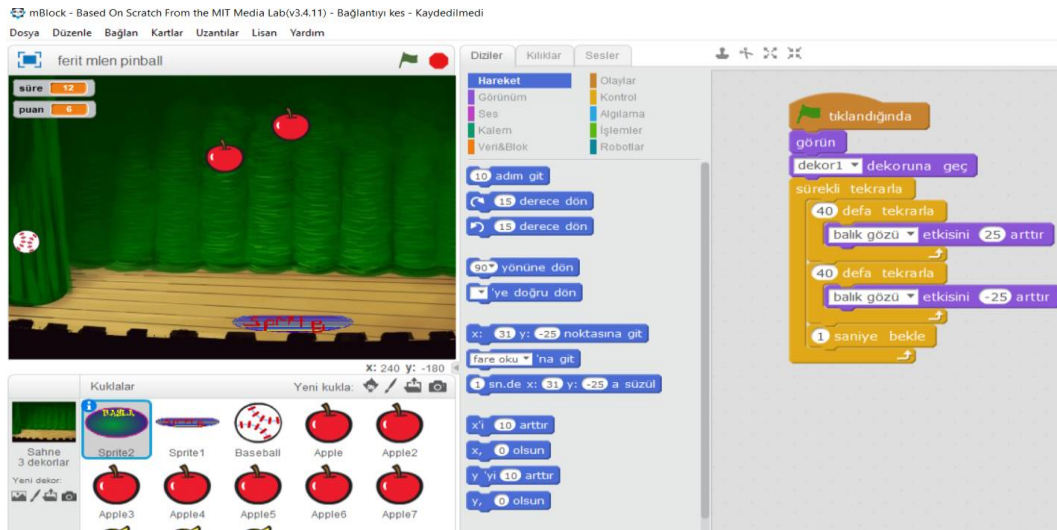 mBlock - Based On Scratch From the MIT Media Lab(v3.4.11) - Bağlantıyı kes - Kaydedilmedi
Dosya Düzenle Bağlan Kartlar Uzantılar Lisan Yardım
ferit mlen pinball
süre 12
puan 6
x: 240 y: -180
Kuklalar
Yeni kukla:
Sahne
3 dekorlar
Yeni dekor:
Sprite2
Sprite1
Baseball
Apple
Apple2
Apple3
Apple4
Apple5
Apple6
Apple7
Diziler Kılıklar Sesler
Hareket
Görünüm
Ses
Kalem
Veri&Blok
Olaylar
Kontrol
Algılama
İşlemler
Robotlar
10 adım git
15 derece dön
15 derece dön
90 yönüne dön
'ye doğru dön
x: 31 y: -25 noktasına git
fare oku 'na git
1 sn.de x: 31 y: -25 a süzül
x'i 10 arttır
x, 0 olsun
y 'yi 10 arttır
y, 0 olsun
tıklandığında
görün
dekor1 dekoruna geç
sürekli tekrarla
40 defa tekrarla
balık gözü etkisini 25 arttır
40 defa tekrarla
balık gözü etkisini -25 arttır
1 saniye bekle